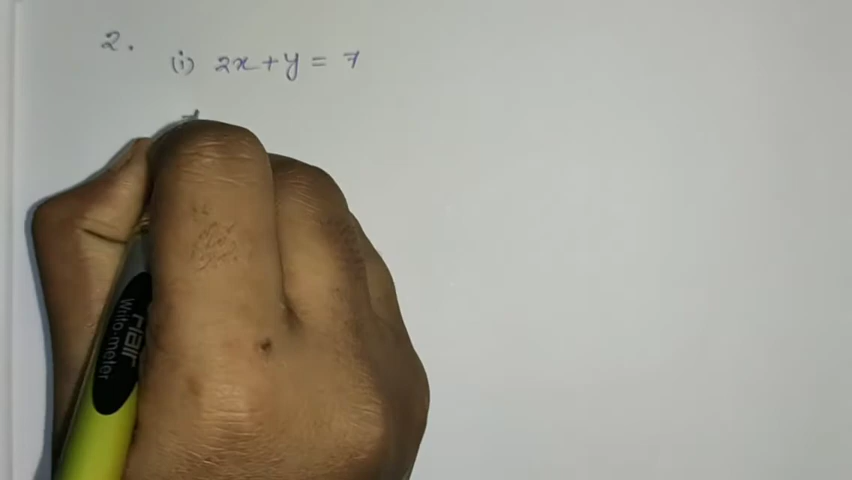 2.
(i) 2x + y = 7
Flair
Writo-meter